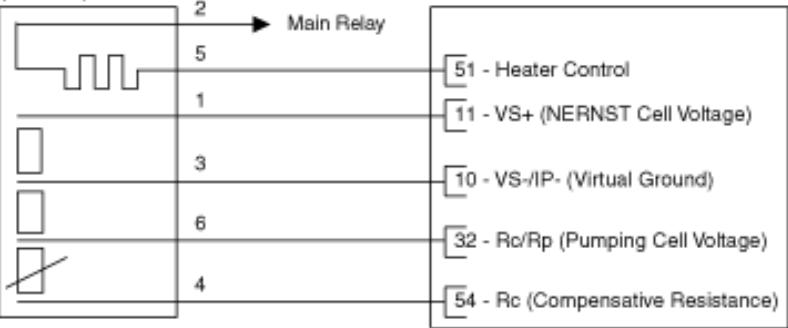 2
Main Relay
5
51 - Heater Control
1
11 - VS+ (NERNST Cell Voltage)
3
10 - VS-/IP- (Virtual Ground)
6
32 - Rc/Rp (Pumping Cell Voltage)
4
54 - Rc (Compensative Resistance)